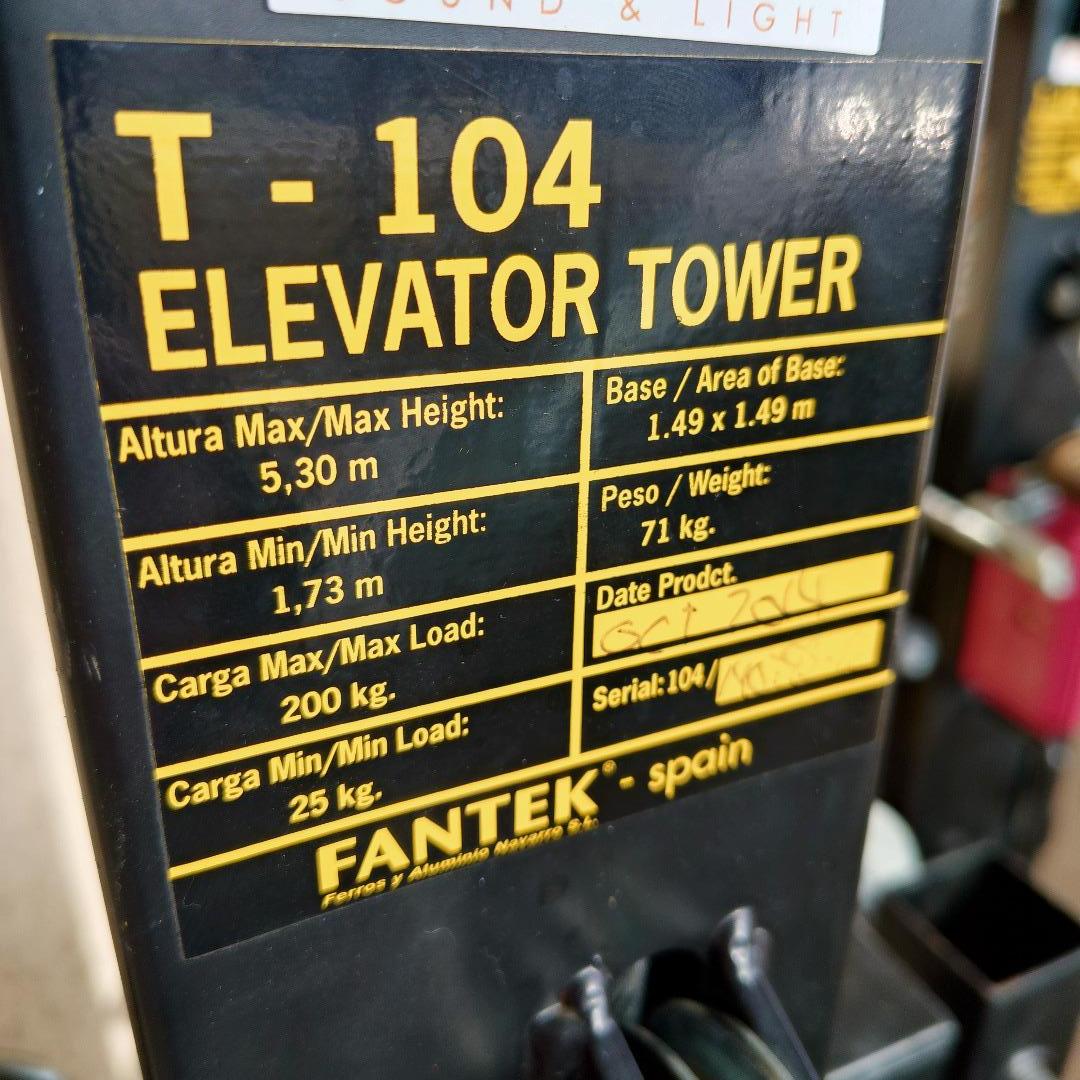 SOUND & LIGHT
T - 104
ELEVATOR TOWER
Altura Max/Max Height:
5,30 m
Altura Min/Min Height:
1,73 m
Carga Max/Max Load:
200 kg.
Carga Min/Min Load:
25 kg.
Base / Area of Base:
1.49 x 1.49 m
Peso / Weight:
71 kg.
Date Prodct.
Oct 2014
Serial: 104/
FANTEK® - spain
Ferros y Aluminio Navarro S.L.